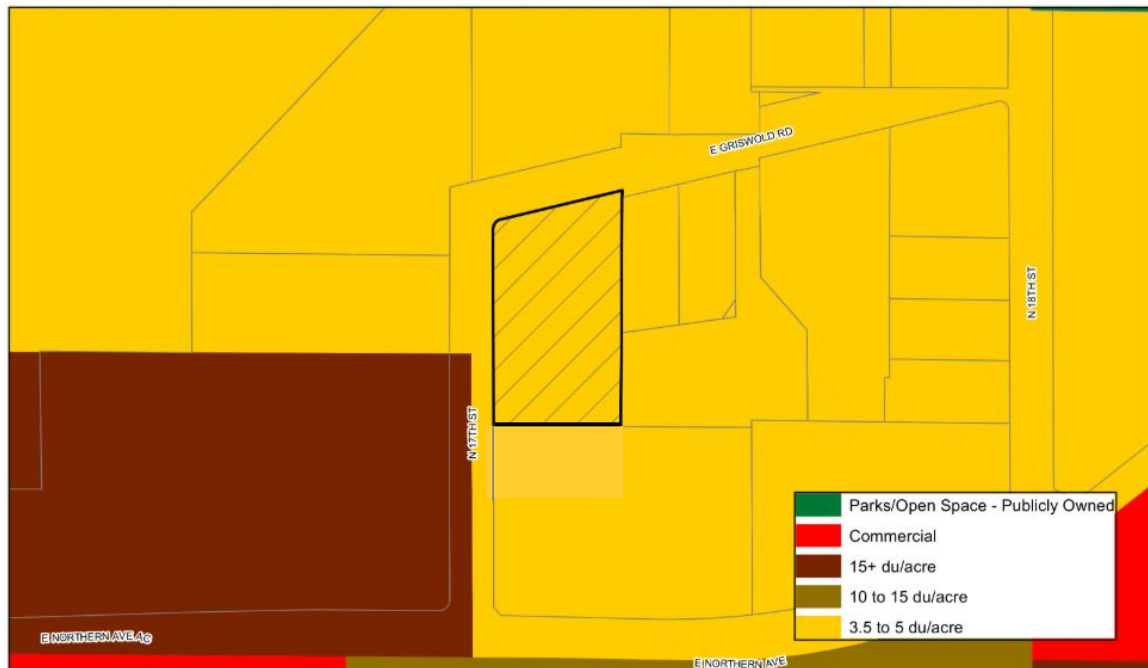 E GRISWOLD RD
N 18TH ST
N 17TH ST
Parks/Open Space - Publicly Owned
Commercial
15+ du/acre
10 to 15 du/acre
3.5 to 5 du/acre
E NORTHERN AVE AC
E NORTHERN AVE